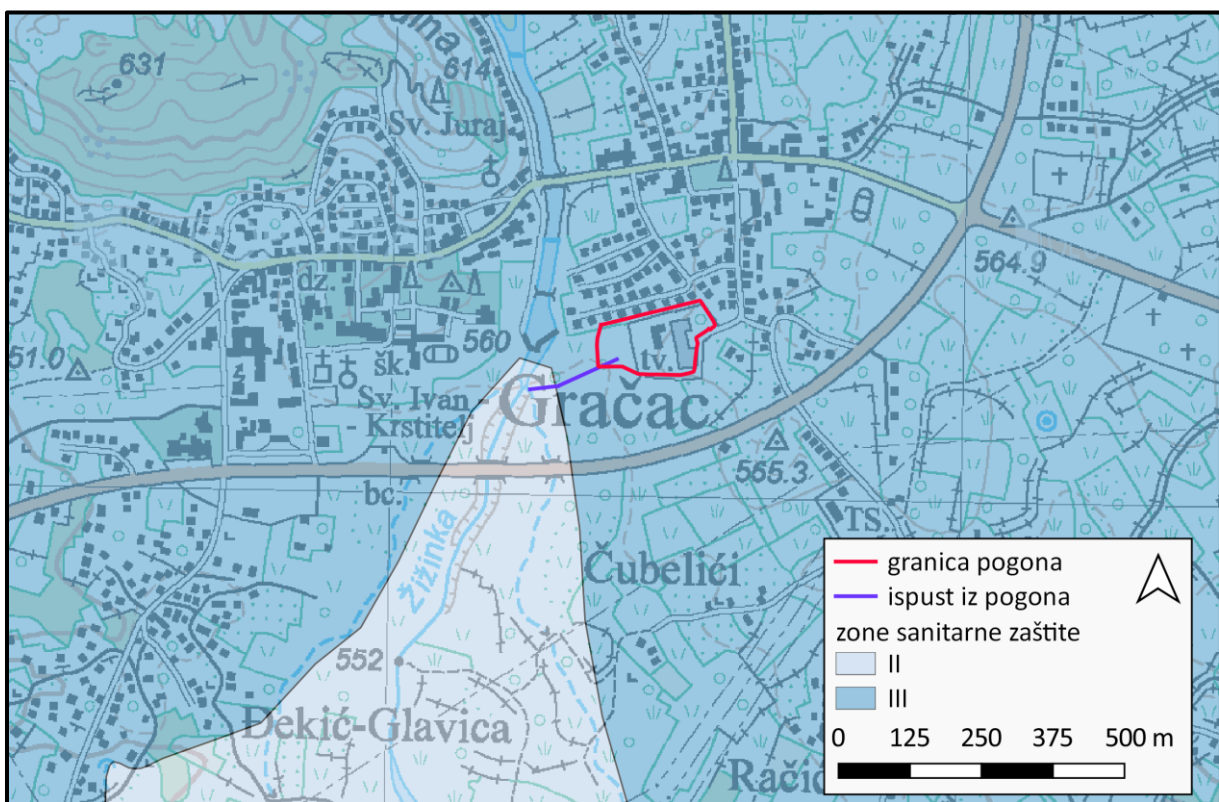 631
614
Sv. Juraj
564.9
dz.
560
51.0
šk.
Iv.
Sv. Ivan -
- Krstitelj
Gračac
565.3
bc.
TS.
Žižinka
Čubelići
552
Đekić-Glavica
granica pogona
ispust iz pogona
zone sanitarne zaštite
II
III
0 125 250 375 500 m